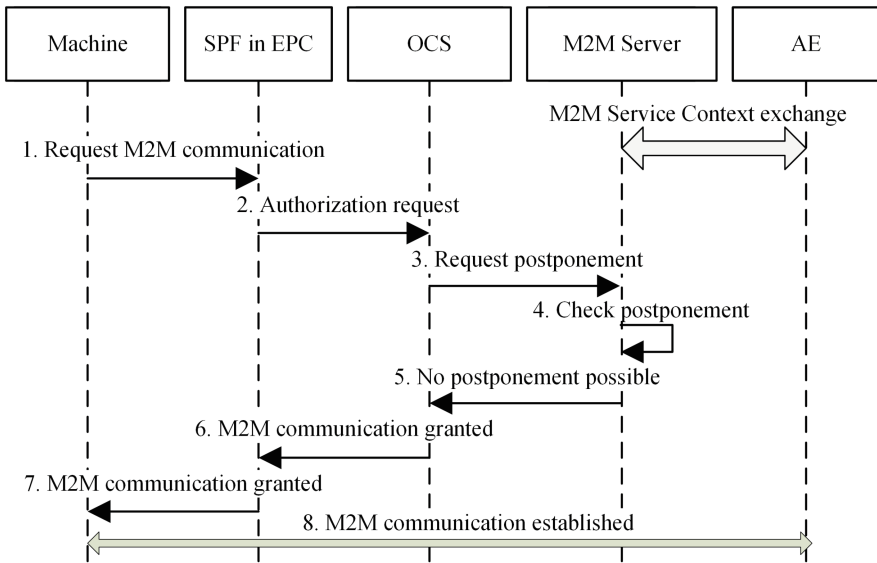 Machine
SPF in EPC
OCS
M2M Server
AE
M2M Service Context exchange
1. Request M2M communication
2. Authorization request
3. Request postponement
4. Check postponement
5. No postponement possible
6. M2M communication granted
7. M2M communication granted
8. M2M communication established